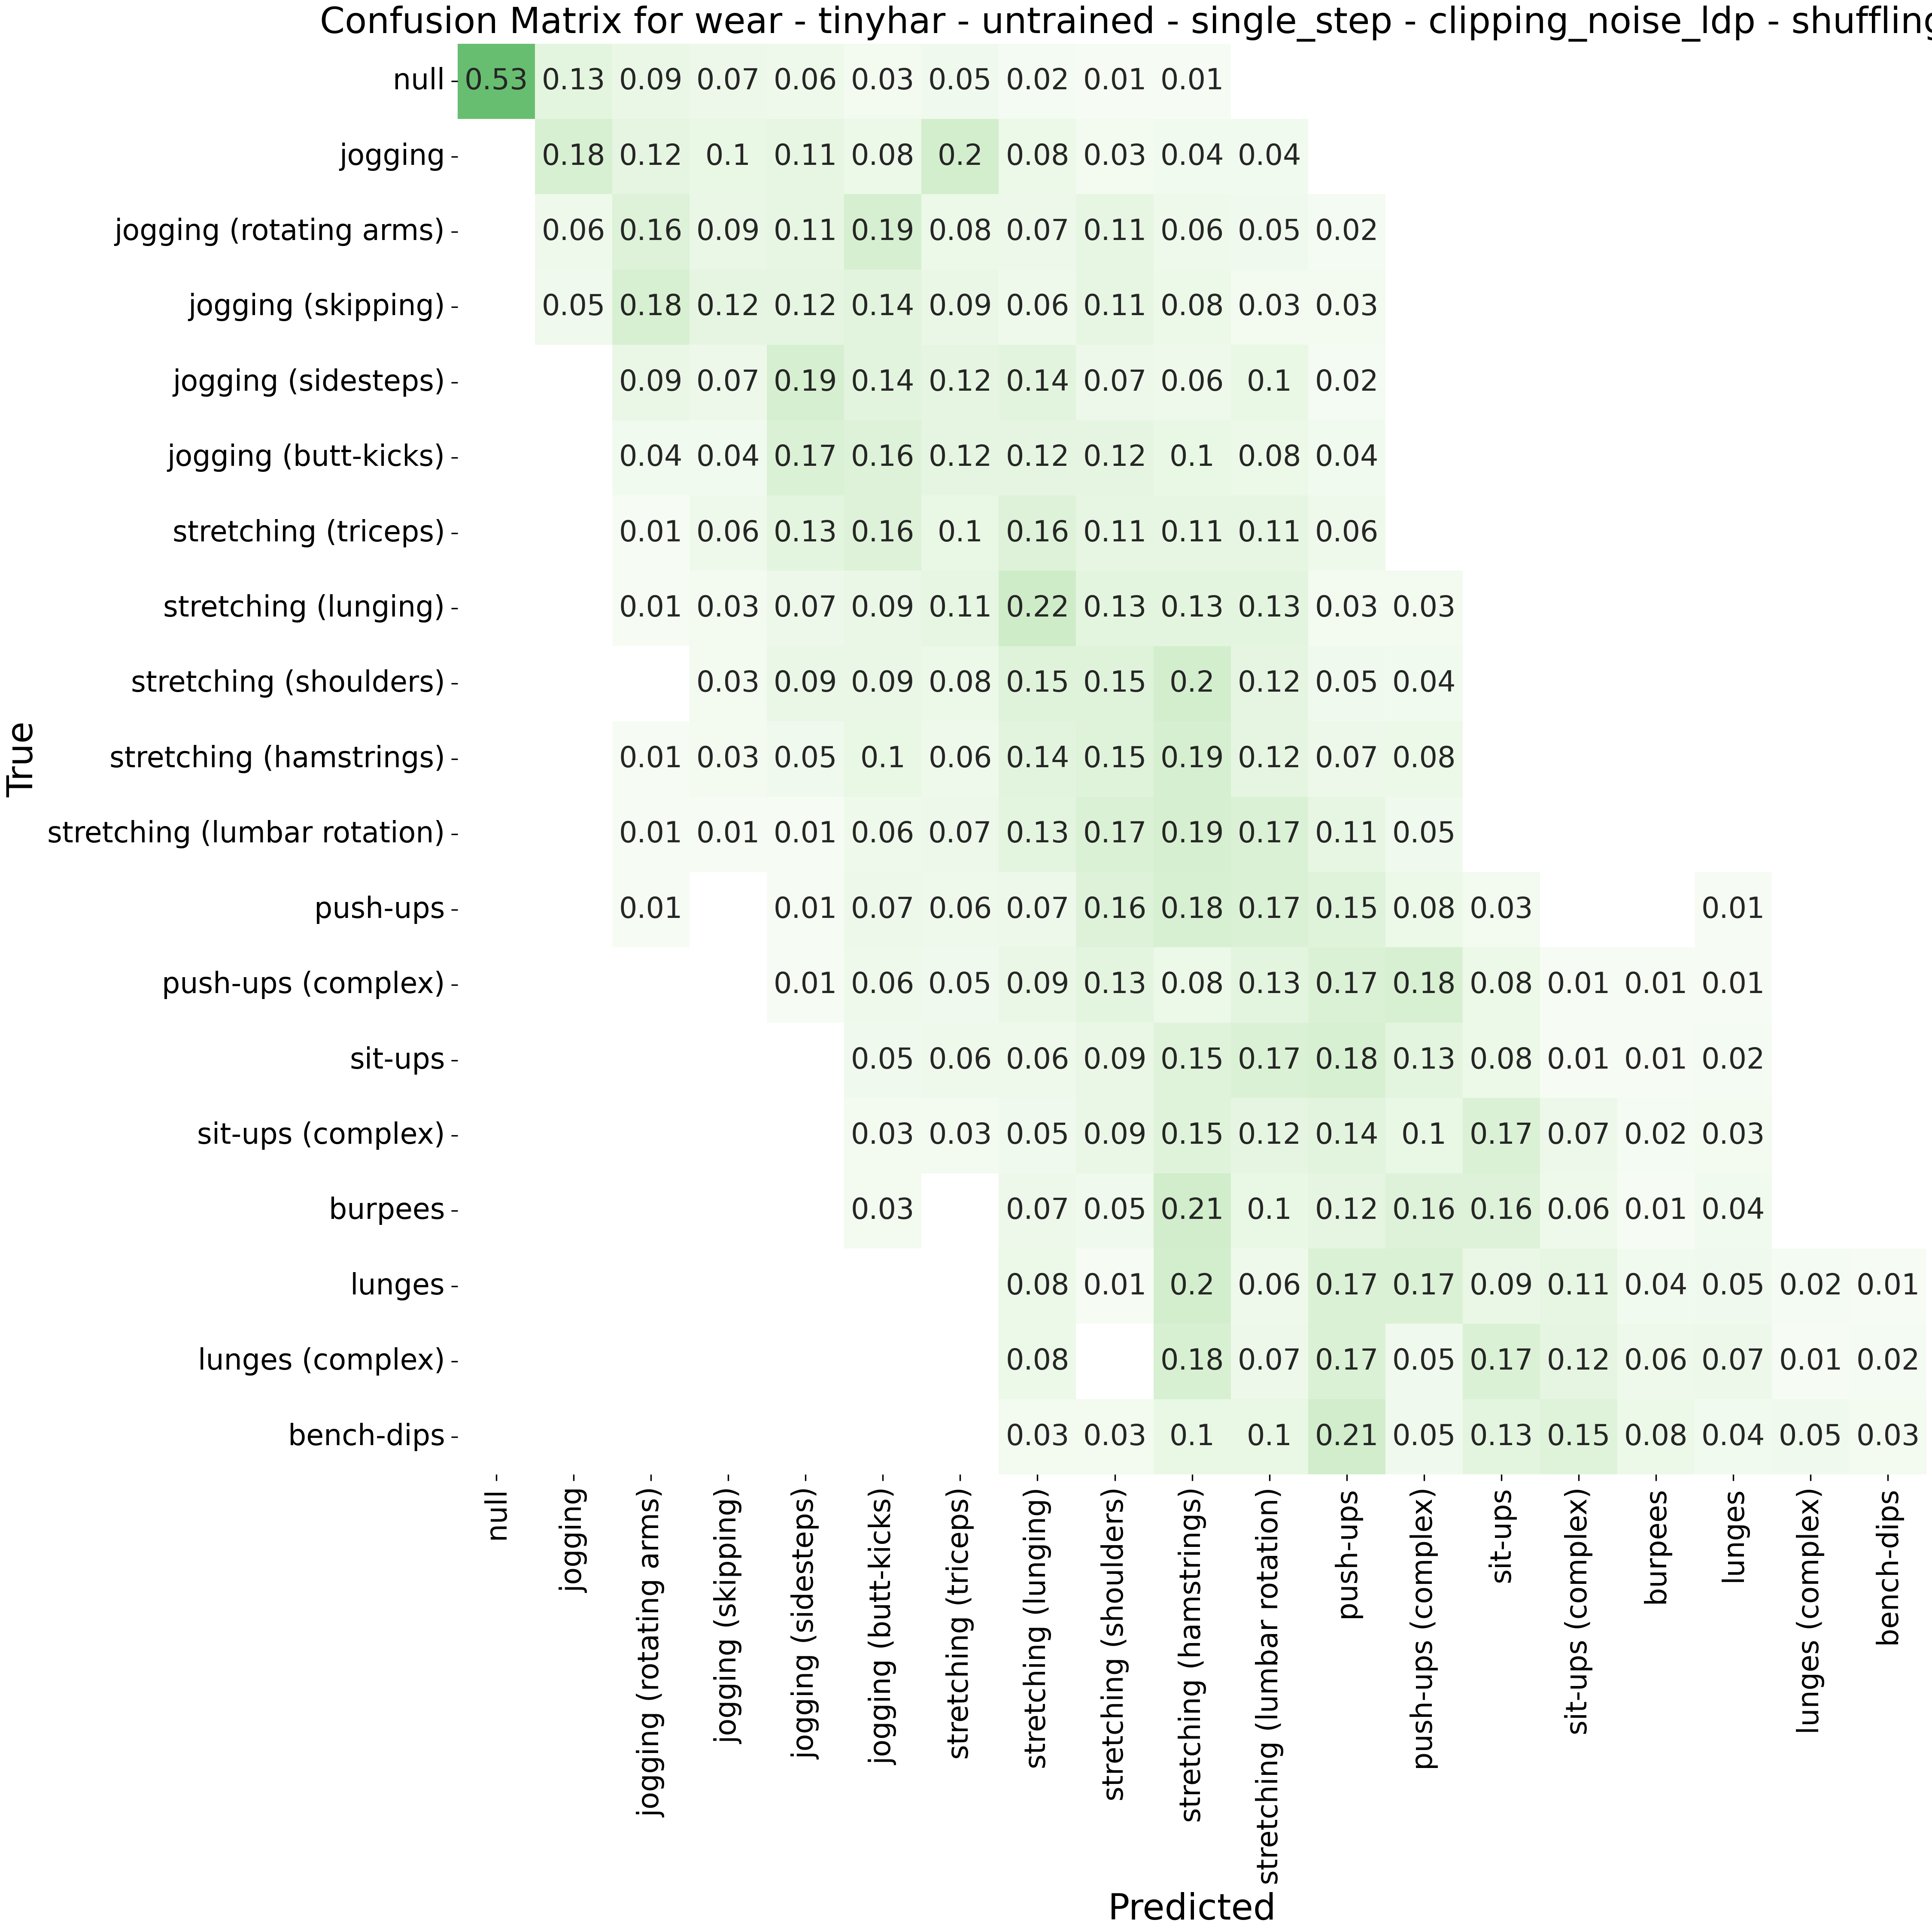 Confusion Matrix for wear - tinyhar - untrained - single_step - clipping_noise_ldp - shuffling
null 0.53 0.13 0.09 0.07 0.06 0.03 0.05 0.02 0.01 0.01
jogging 0.18 0.12 0.1 0.11 0.08 0.2 0.08 0.03 0.04 0.04
jogging (rotating arms) 0.06 0.16 0.09 0.11 0.19 0.08 0.07 0.11 0.06 0.05 0.02
jogging (skipping) 0.05 0.18 0.12 0.12 0.14 0.09 0.06 0.11 0.08 0.03 0.03
jogging (sidesteps) 0.09 0.07 0.19 0.14 0.12 0.14 0.07 0.06 0.1 0.02
jogging (butt-kicks) 0.04 0.04 0.17 0.16 0.12 0.12 0.12 0.1 0.08 0.04
stretching (triceps) 0.01 0.06 0.13 0.16 0.1 0.16 0.11 0.11 0.11 0.06
stretching (lunging) 0.01 0.03 0.07 0.09 0.11 0.22 0.13 0.13 0.13 0.03 0.03
stretching (shoulders) 0.03 0.09 0.09 0.08 0.15 0.15 0.2 0.12 0.05 0.04
stretching (hamstrings) 0.01 0.03 0.05 0.1 0.06 0.14 0.15 0.19 0.12 0.07 0.08
stretching (lumbar rotation) 0.01 0.01 0.01 0.06 0.07 0.13 0.17 0.19 0.17 0.11 0.05
push-ups 0.01 0.01 0.07 0.06 0.07 0.16 0.18 0.17 0.15 0.08 0.03 0.01
push-ups (complex) 0.01 0.06 0.05 0.09 0.13 0.08 0.13 0.17 0.18 0.08 0.01 0.01 0.01
sit-ups 0.05 0.06 0.06 0.09 0.15 0.17 0.18 0.13 0.08 0.01 0.01 0.02
sit-ups (complex) 0.03 0.03 0.05 0.09 0.15 0.12 0.14 0.1 0.17 0.07 0.02 0.03
burpees 0.03 0.07 0.05 0.21 0.1 0.12 0.16 0.16 0.06 0.01 0.04
lunges 0.08 0.01 0.2 0.06 0.17 0.17 0.09 0.11 0.04 0.05 0.02 0.01
lunges (complex) 0.08 0.18 0.07 0.17 0.05 0.17 0.12 0.06 0.07 0.01 0.02
bench-dips 0.03 0.03 0.1 0.1 0.21 0.05 0.13 0.15 0.08 0.04 0.05 0.03
True
null
jogging
jogging (rotating arms)
jogging (skipping)
jogging (sidesteps)
jogging (butt-kicks)
stretching (triceps)
stretching (lunging)
stretching (shoulders)
stretching (hamstrings)
stretching (lumbar rotation)
push-ups
push-ups (complex)
sit-ups
sit-ups (complex)
burpees
lunges
lunges (complex)
bench-dips
Predicted